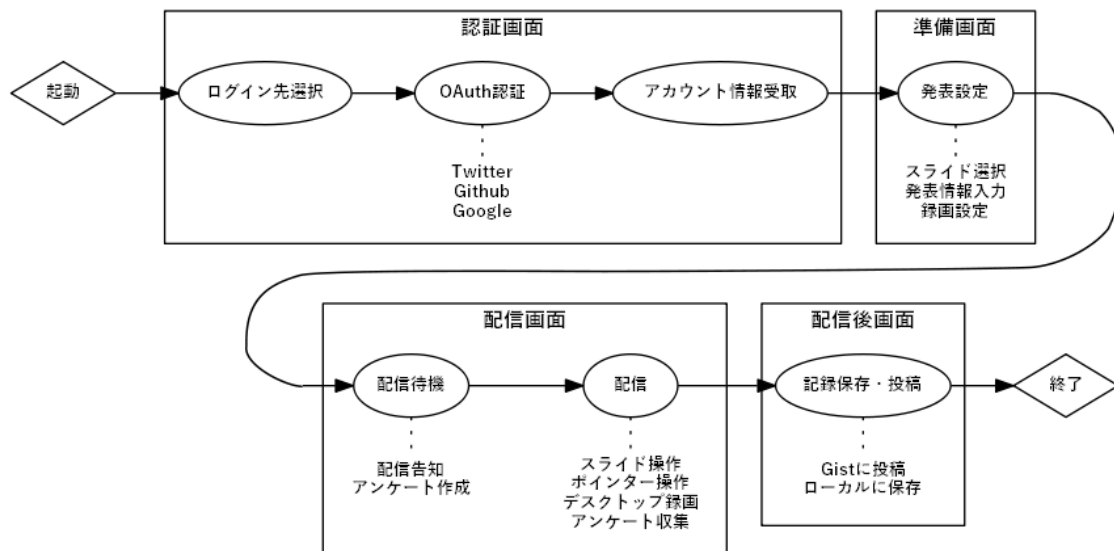 認証画面
準備画面
起動
ログイン先選択
OAuth認証
アカウント情報受取
発表設定
Twitter
Github
Google
スライド選択
発表情報入力
録画設定
配信画面
配信後画面
配信待機
配信
記録保存・投稿
終了
配信告知
アンケート作成
スライド操作
ポインター操作
デスクトップ録画
アンケート収集
Gistに投稿
ローカルに保存